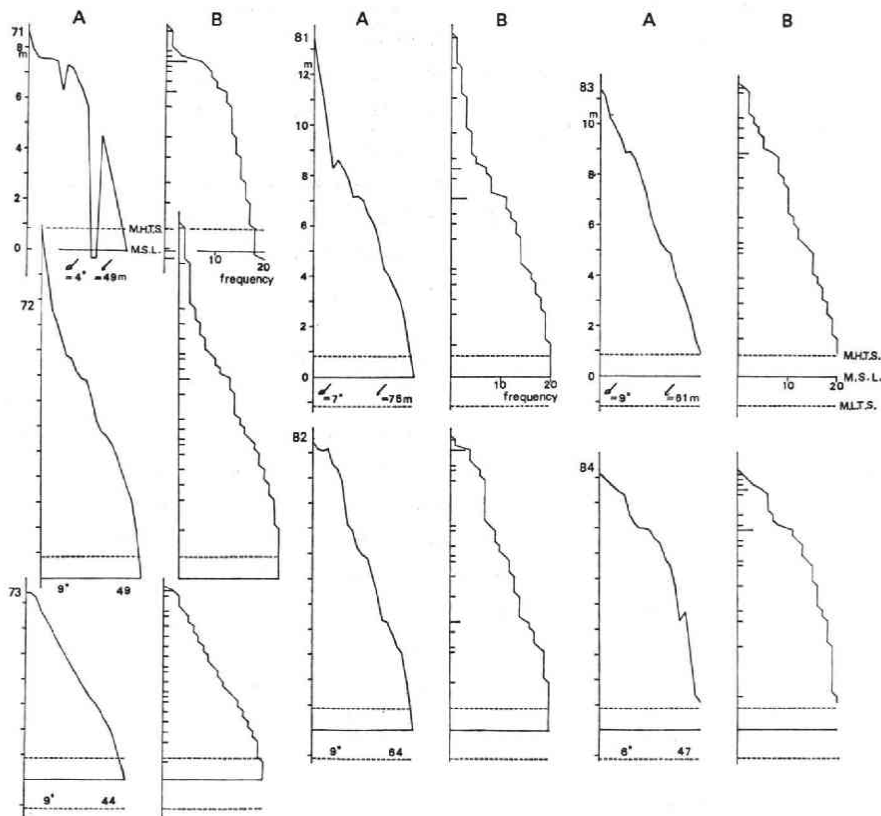 A B A B A B
71
8
m
6
4
2
0
M.H.T.S.
M.S.L.
10 20
frequency
=4° =49m
72
9° 49
73
9° 44
81
m
12
10
8
6
4
2
0
10 20
frequency
=7° =76m
82
9° 64
83
m
10
8
6
4
2
0
M.H.T.S.
M.S.L.
M.L.T.S.
10 20
=9° =61m
84
6° 47